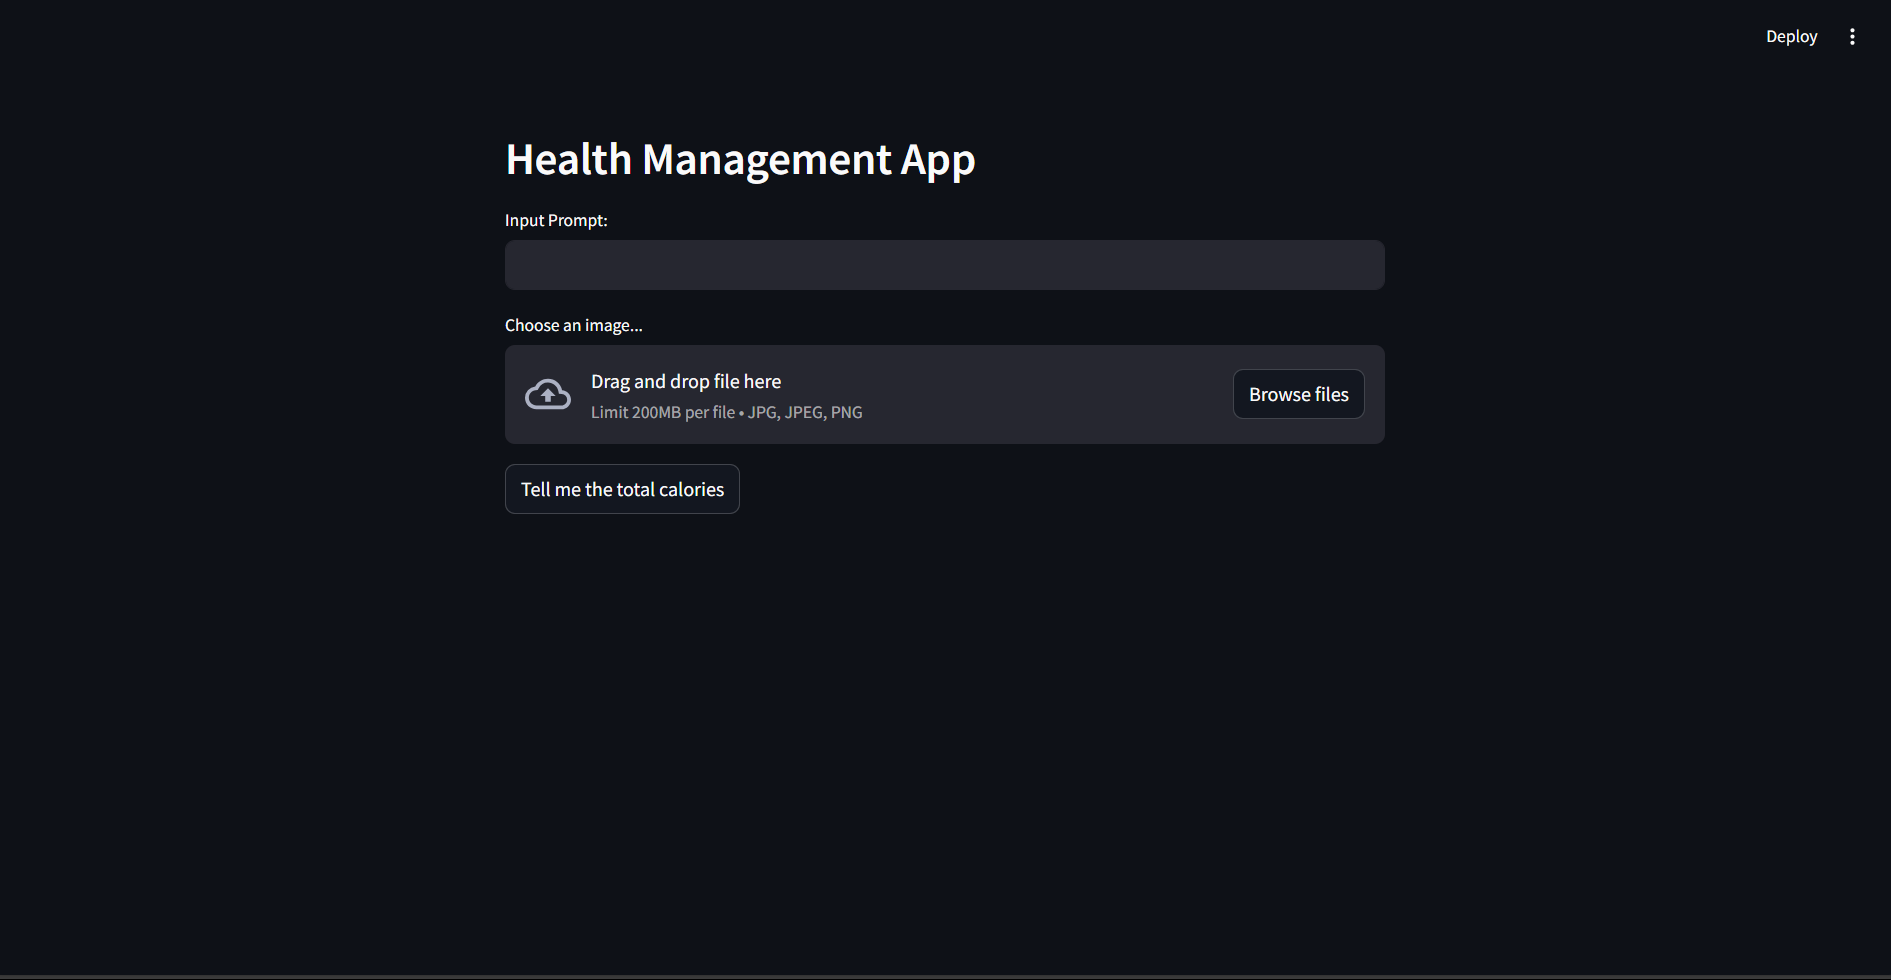 Deploy
Health Management App
Input Prompt:
Choose an image...
Drag and drop file here
Limit 200MB per file • JPG, JPEG, PNG
Browse files
Tell me the total calories